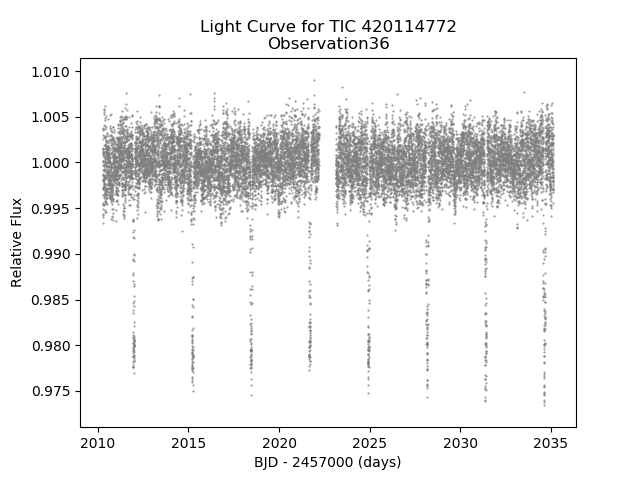 Light Curve for TIC 420114772
Observation36
1.010
1.005
1.000
0.995
0.990
0.985
0.980
0.975
Relative Flux
2010 2015 2020 2025 2030 2035
BJD - 2457000 (days)